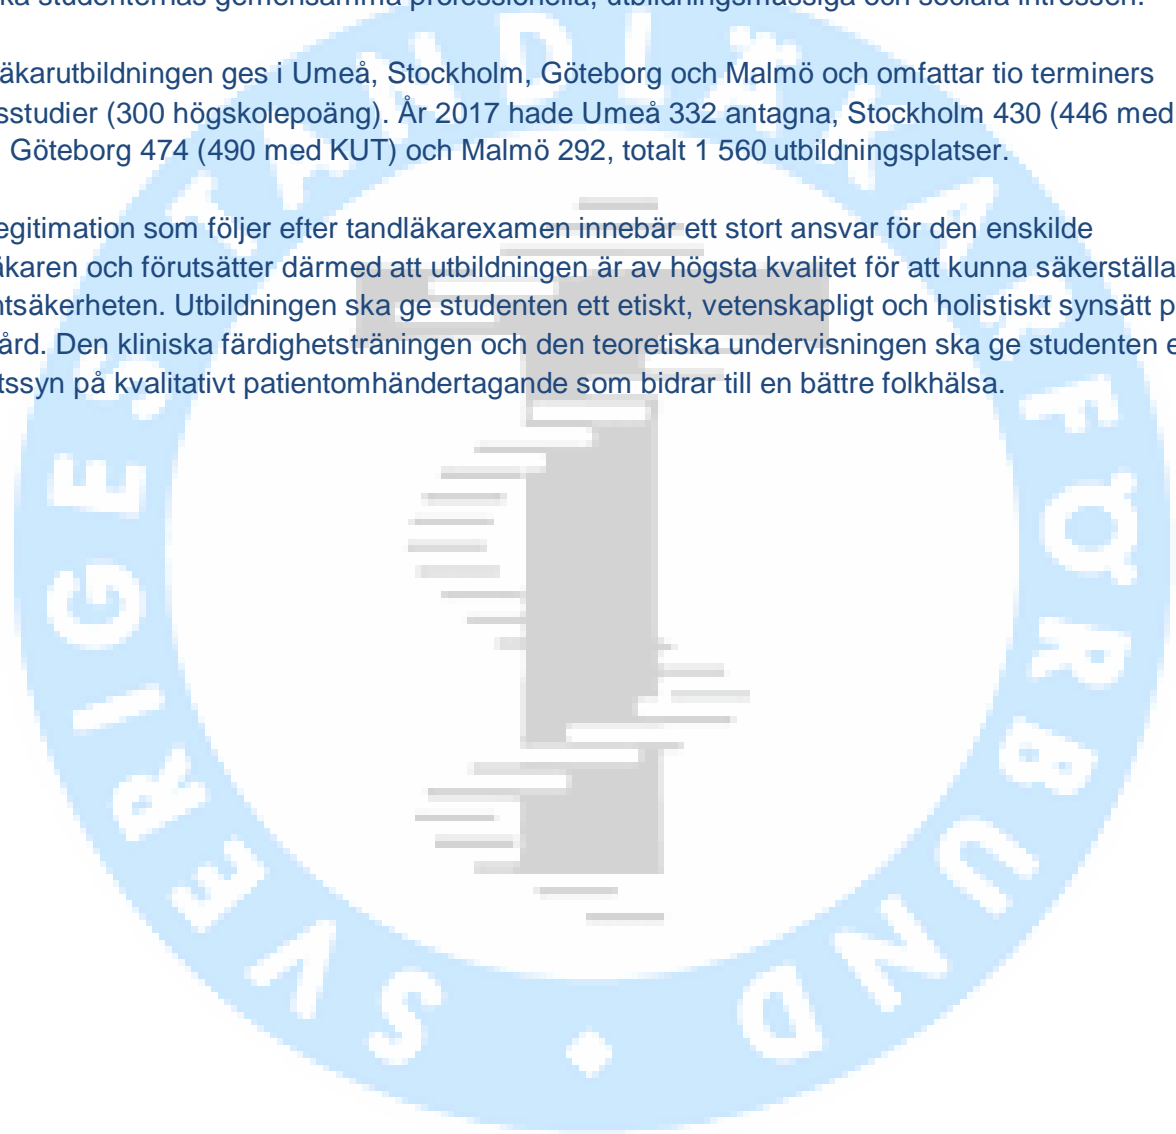 ka studenternas gemensamma professionella, utbildningsmässiga och sociala intressen.
äkarutbildningen ges i Umeå, Stockholm, Göteborg och Malmö och omfattar tio terminers
sstudier (300 högskolepoäng). År 2017 hade Umeå 332 antagna, Stockholm 430 (446 med
Göteborg 474 (490 med KUT) och Malmö 292, totalt 1 560 utbildningsplatser.
egitimation som följer efter tandläkarexamen innebär ett stort ansvar för den enskilde
äkaren och förutsätter därmed att utbildningen är av högsta kvalitet för att kunna säkerställa
ntsäkerheten. Utbildningen ska ge studenten ett etiskt, vetenskapligt och holistiskt synsätt p
ård. Den kliniska färdighetsträningen och den teoretiska undervisningen ska ge studenten e
tssyn på kvalitativt patientomhändertagande som bidrar till en bättre folkhälsa.
SVERIGES TANDLÄKARFÖRBUND